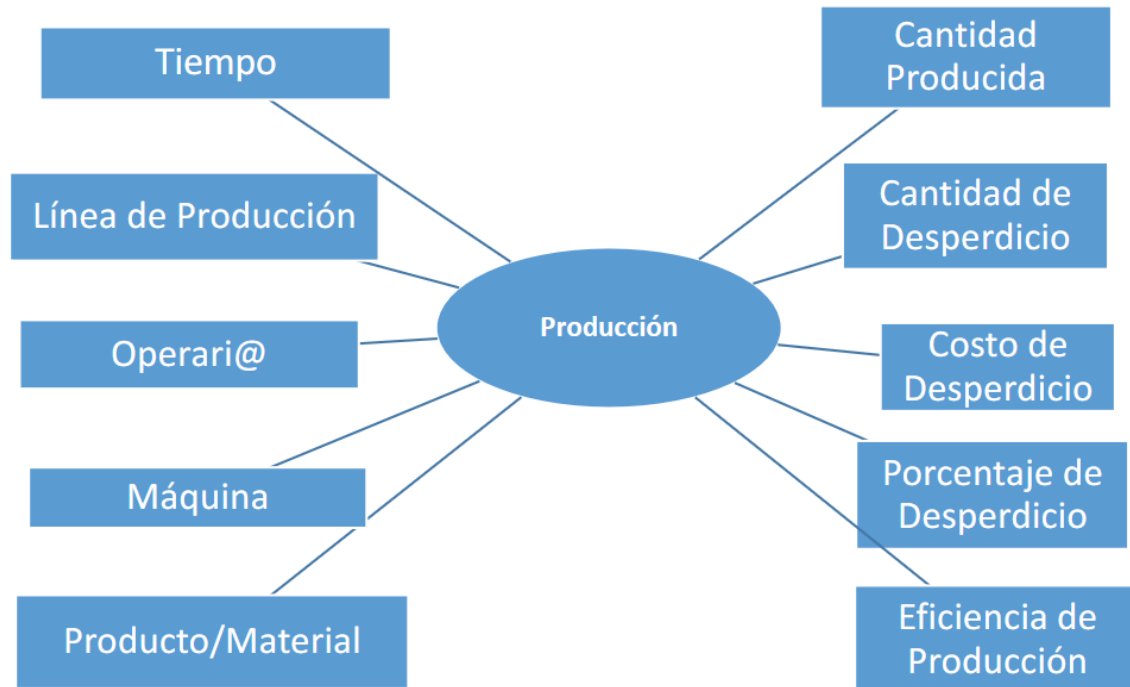 Tiempo
Línea de Producción
Operari@
Máquina
Producto/Material
Producción
Cantidad
Producida
Cantidad de
Desperdicio
Costo de
Desperdicio
Porcentaje de
Desperdicio
Eficiencia de
Producción